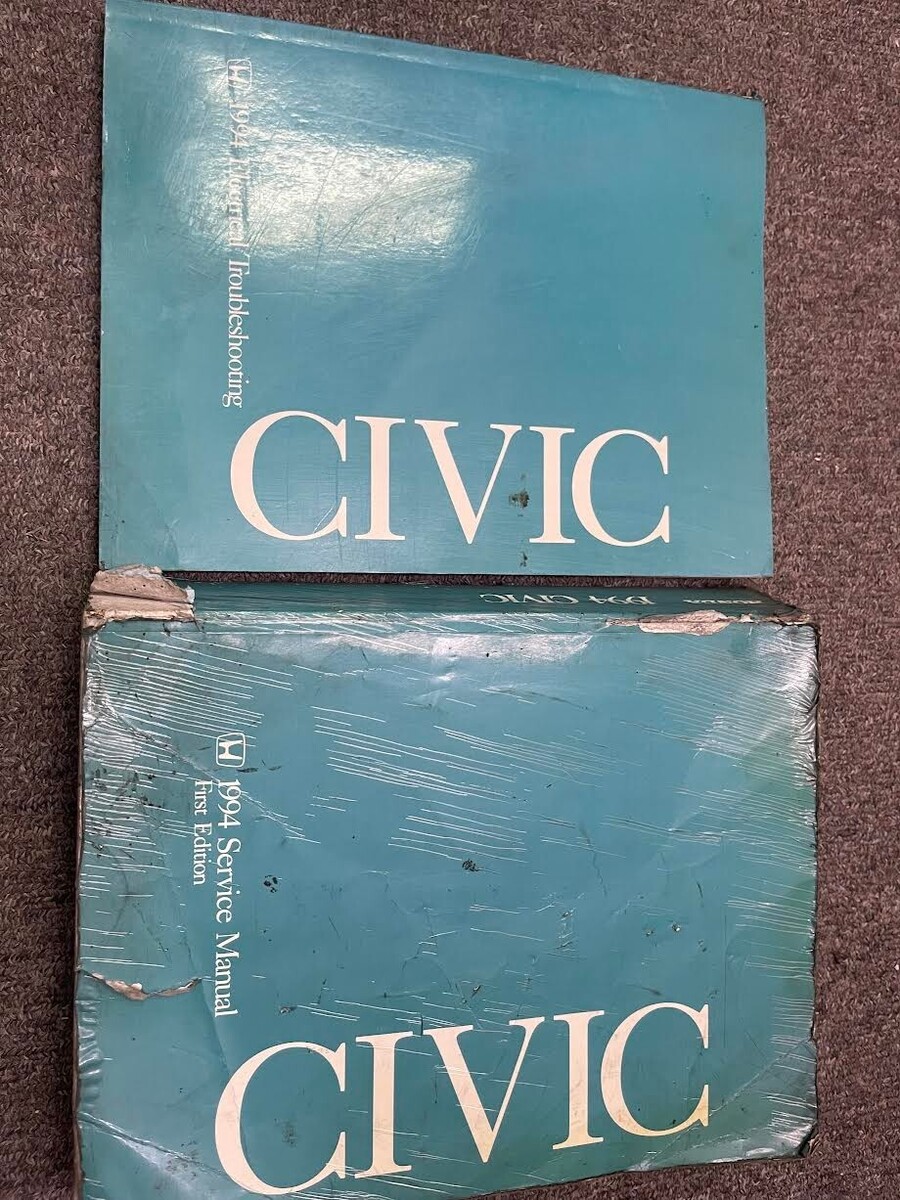 1994 Electrical Troubleshooting
CIVIC
1994 CIVIC
1994 Service Manual
First Edition
CIVIC